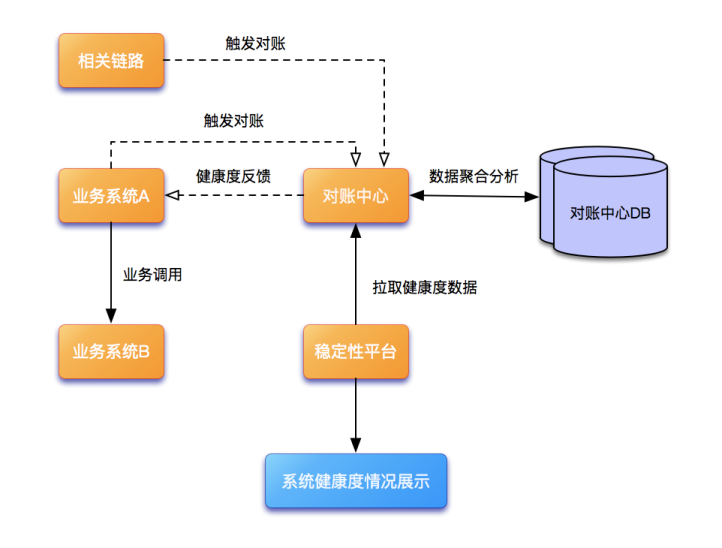 触发对账
相关链路
触发对账
健康度反馈
数据聚合分析
业务系统A
对账中心
对账中心DB
业务调用
拉取健康度数据
业务系统B
稳定性平台
系统健康度情况展示